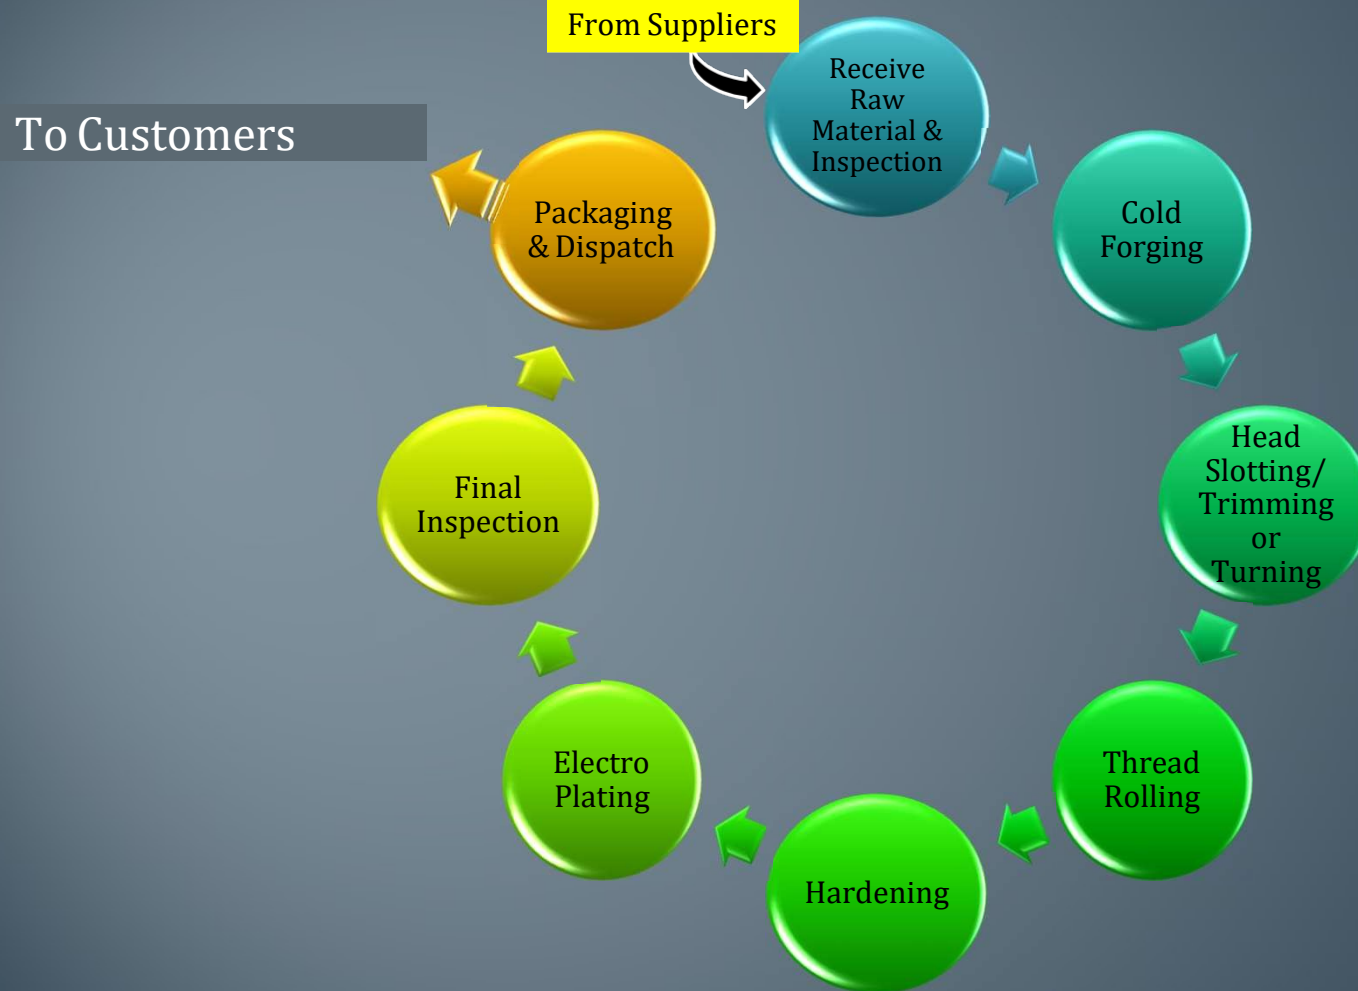 From Suppliers
Receive
Raw
Material &
Inspection
To Customers
Packaging
& Dispatch
Cold
Forging
Head
Slotting/
Trimming
or
Turning
Final
Inspection
Thread
Rolling
Electro
Plating
Hardening